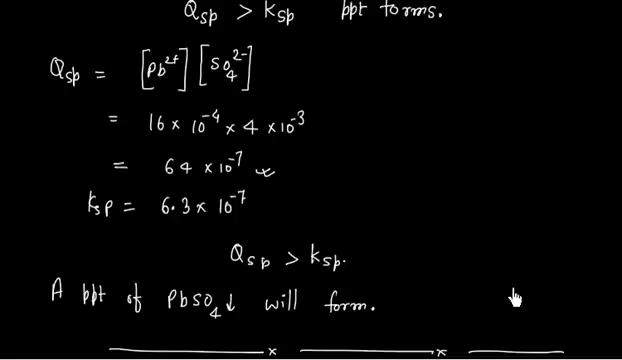 Qsp > Ksp ppt forms.
Qsp = [Pb²⁺] [SO₄²⁻]
= 16 × 10⁻⁴ × 4 × 10⁻³
= 64 × 10⁻⁷
Ksp = 6.3 × 10⁻⁷
Qsp > Ksp.
A ppt of PbSO₄↓ will form.